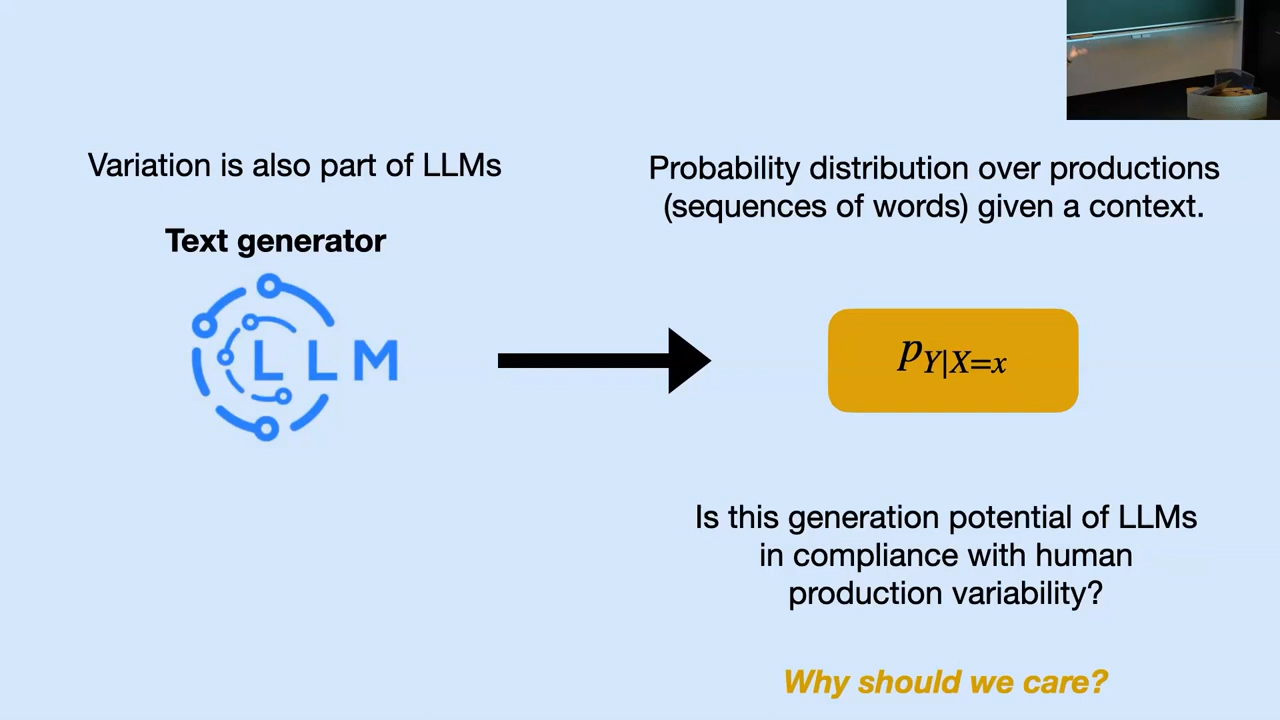 Variation is also part of LLMs
Text generator
LLM
Probability distribution over productions
(sequences of words) given a context.
p_{Y|X=x}
Is this generation potential of LLMs
in compliance with human
production variability?
Why should we care?